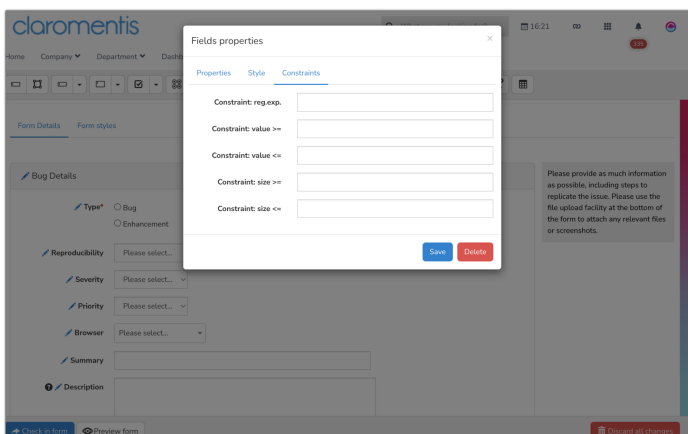 claromentis
16:21
335
Home Company Department
Fields properties
×
Properties Style Constraints
Constraint: reg.exp.
Constraint: value >=
Constraint: value <=
Constraint: size >=
Constraint: size <=
Save Delete
Form Details Form styles
Bug Details
Type*
Bug
Enhancement
Reproducibility Please select...
Severity Please select...
Priority Please select...
Browser Please select...
Summary
Description
Please provide as much information
as possible, including steps to
replicate the issue. Please use the
file upload facility at the bottom of
the form to attach any relevant files
or screenshots.
Check in form Preview form Discard all changes